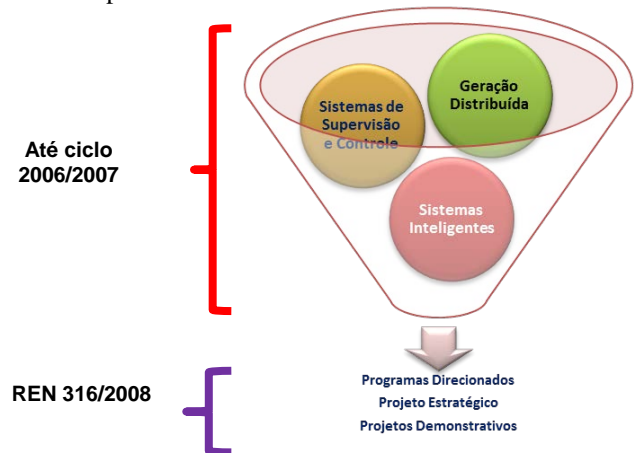 Geração
Distribuída
Sistemas de
Supervisão
e Controle
Até ciclo
2006/2007
Sistemas
Inteligentes
Programas Direcionados
REN 316/2008
Projeto Estratégico
Projetos Demonstrativos